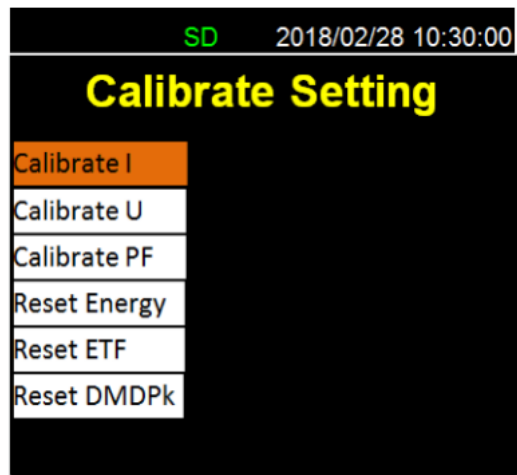 SD 2018/02/28 10:30:00
Calibrate Setting
Calibrate I
Calibrate U
Calibrate PF
Reset Energy
Reset ETF
Reset DMDPk